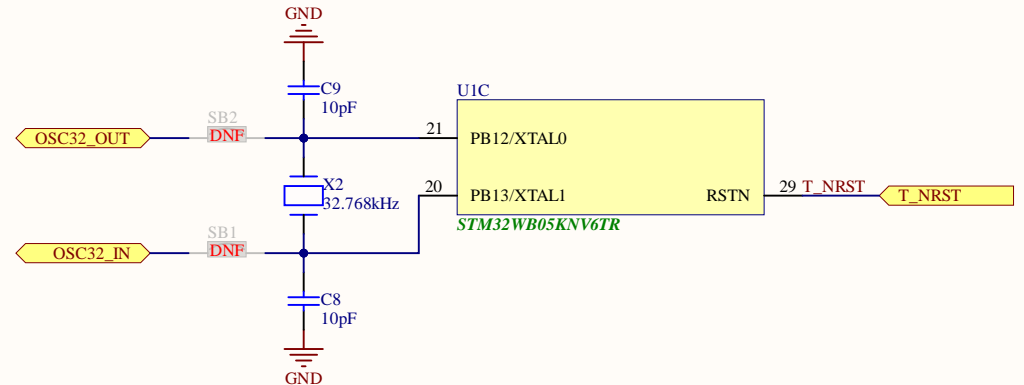 GND
C9
10pF
U1C
SB2
OSC32_OUT
DNF
21
PB12/XTAL0
X2
32.768kHz
20
PB13/XTAL1
RSTN
29
T_NRST
T_NRST
STM32WB05KNV6TR
SB1
OSC32_IN
DNF
C8
10pF
GND